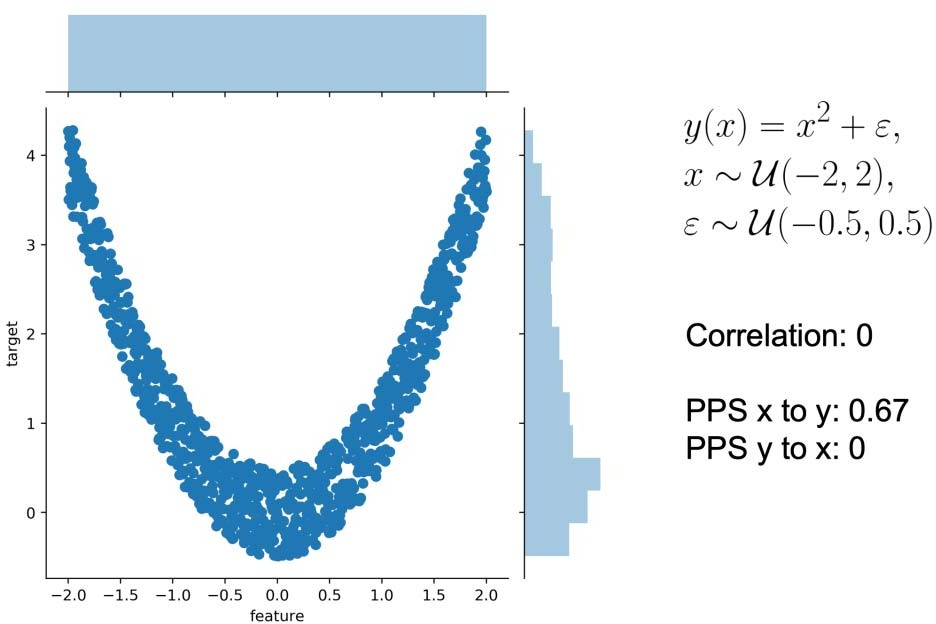 4
3
2
1
0
target
−2.0 −1.5 −1.0 −0.5 0.0 0.5 1.0 1.5 2.0
feature
y(x) = x² + ε,
x ∼ 𝒰(−2, 2),
ε ∼ 𝒰(−0.5, 0.5)
Correlation: 0
PPS x to y: 0.67
PPS y to x: 0